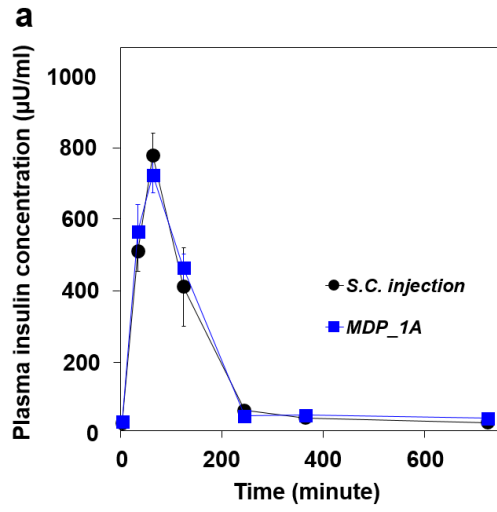 a
Plasma insulin concentration (µU/ml)
1000
800
600
400
200
0
S.C. injection
MDP_1A
0 200 400 600
Time (minute)